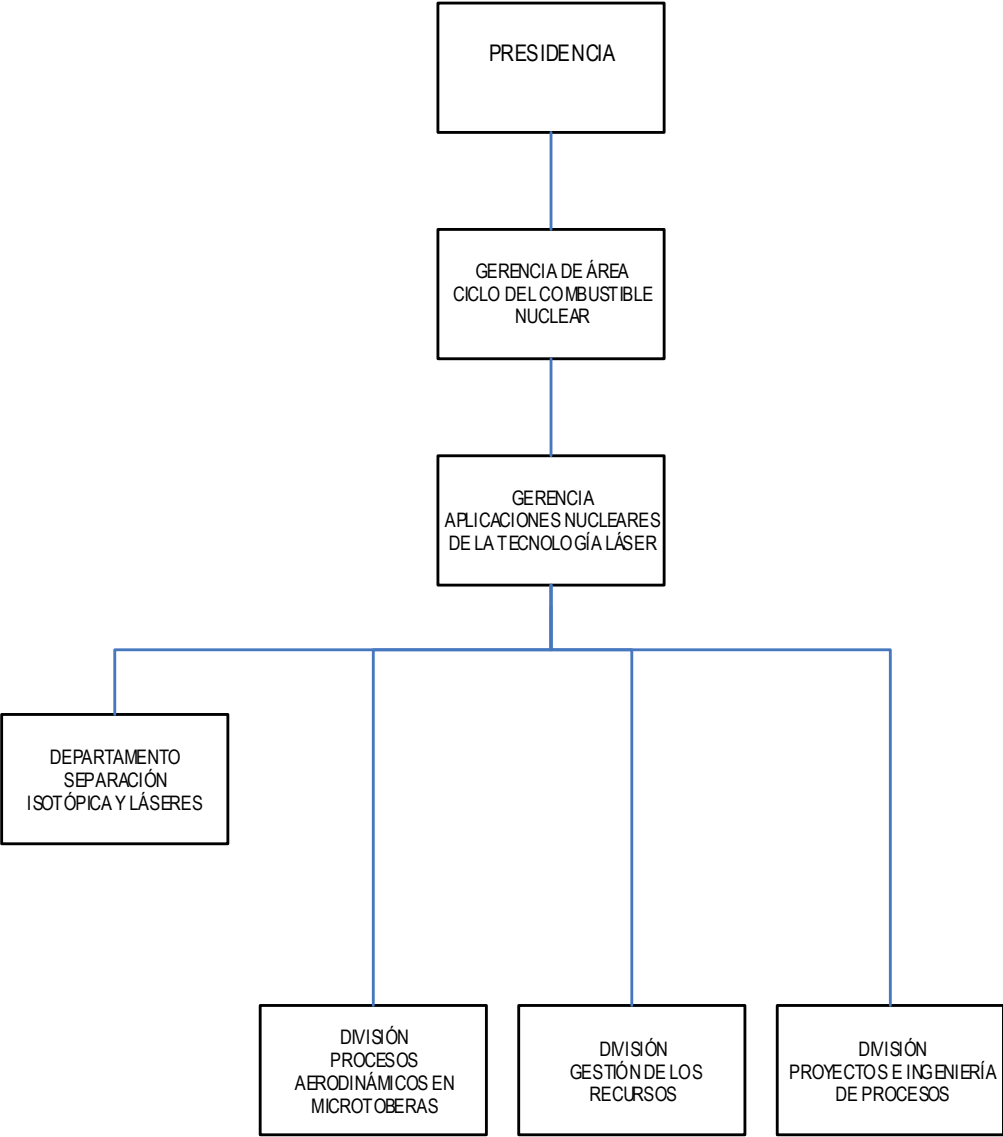 PRESIDENCIA
GERENCIA DE ÁREA
CICLO DEL COMBUSTIBLE
NUCLEAR
GERENCIA
APLICACIONES NUCLEARES
DE LA TECNOLOGÍA LÁSER
DEPARTAMENTO
SEPARACIÓN
ISOTÓPICA Y LÁSERES
DIVISIÓN
PROCESOS
AERODINÁMICOS EN
MICROTOBERAS
DIVISIÓN
GESTIÓN DE LOS
RECURSOS
DIVISIÓN
PROYECTOS E INGENIERÍA
DE PROCESOS